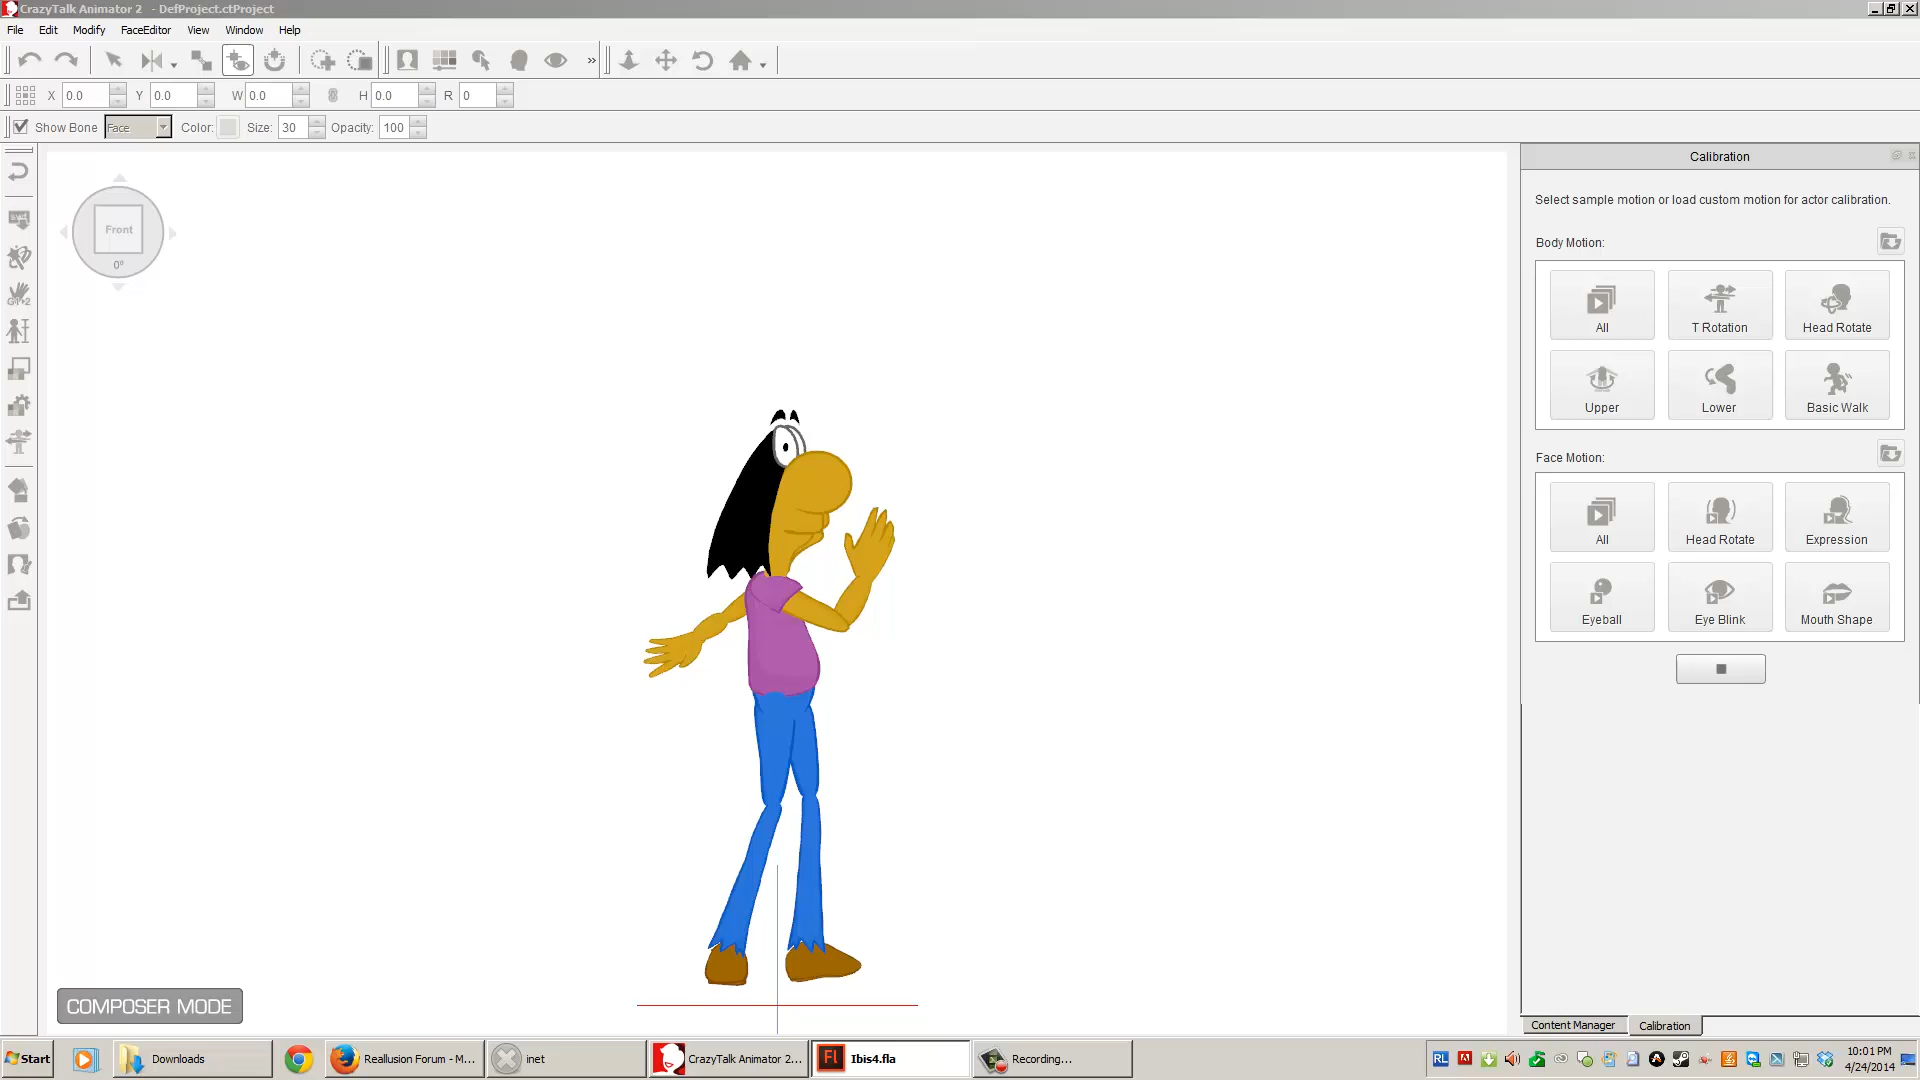 CrazyTalk Animator 2 - DefProject.ctProject
File Edit Modify FaceEditor View Window Help
X 0.0 Y 0.0 W 0.0 H 0.0 R 0
Show Bone Face Color: Size: 30 Opacity: 100
Calibration
Front
0°
Select sample motion or load custom motion for actor calibration.
Body Motion:
All T Rotation Head Rotate
Upper Lower Basic Walk
Face Motion:
All Head Rotate Expression
Eyeball Eye Blink Mouth Shape
COMPOSER MODE
Content Manager Calibration
Start Downloads Reallusion Forum - M... inet CrazyTalk Animator 2... Fl Ibis4.fla Recording... RL
10:01 PM
4/24/2014